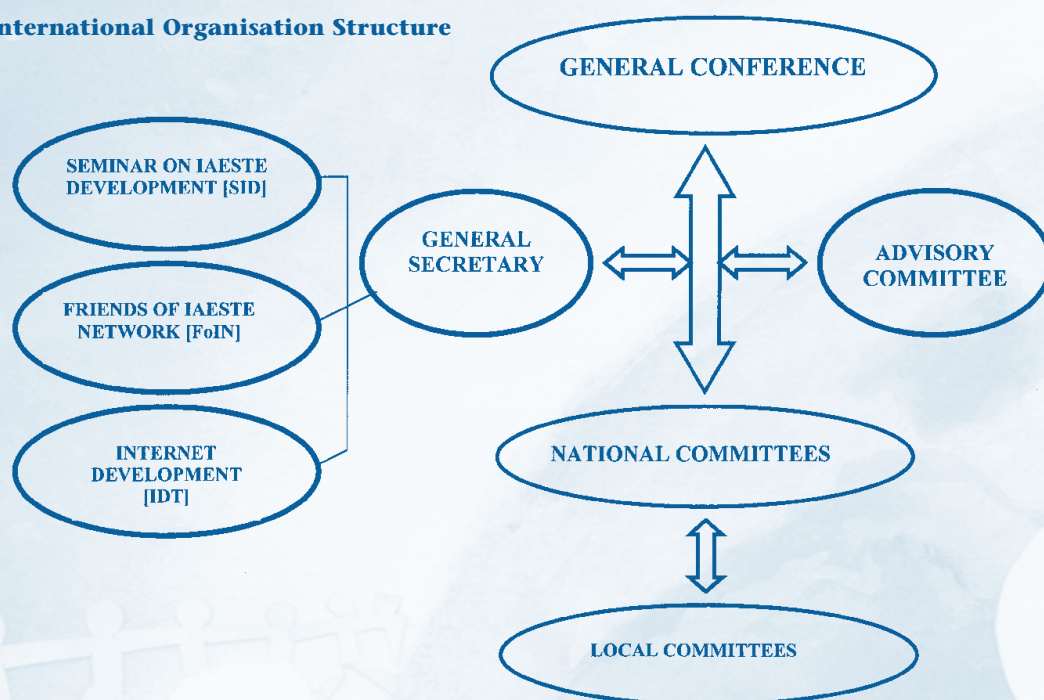 nternational Organisation Structure
GENERAL CONFERENCE
SEMINAR ON IAESTE
DEVELOPMENT [SID]
GENERAL
SECRETARY
ADVISORY
COMMITTEE
FRIENDS OF IAESTE
NETWORK [FoIN]
INTERNET
DEVELOPMENT
[IDT]
NATIONAL COMMITTEES
LOCAL COMMITTEES